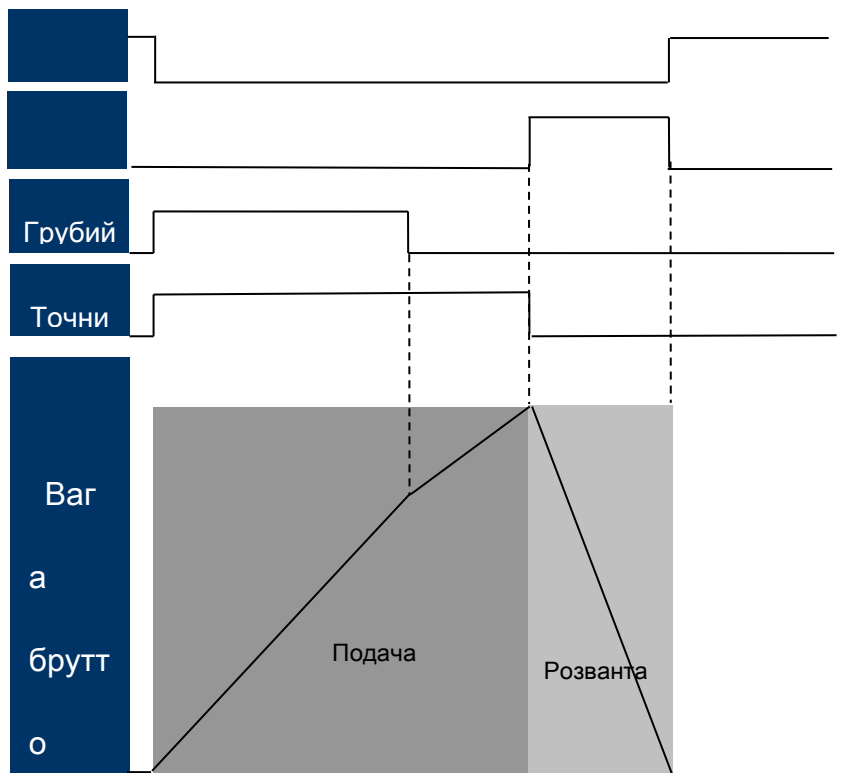 Грубий
Точни
Ваг
а
брутт
о
Подача
Розванта